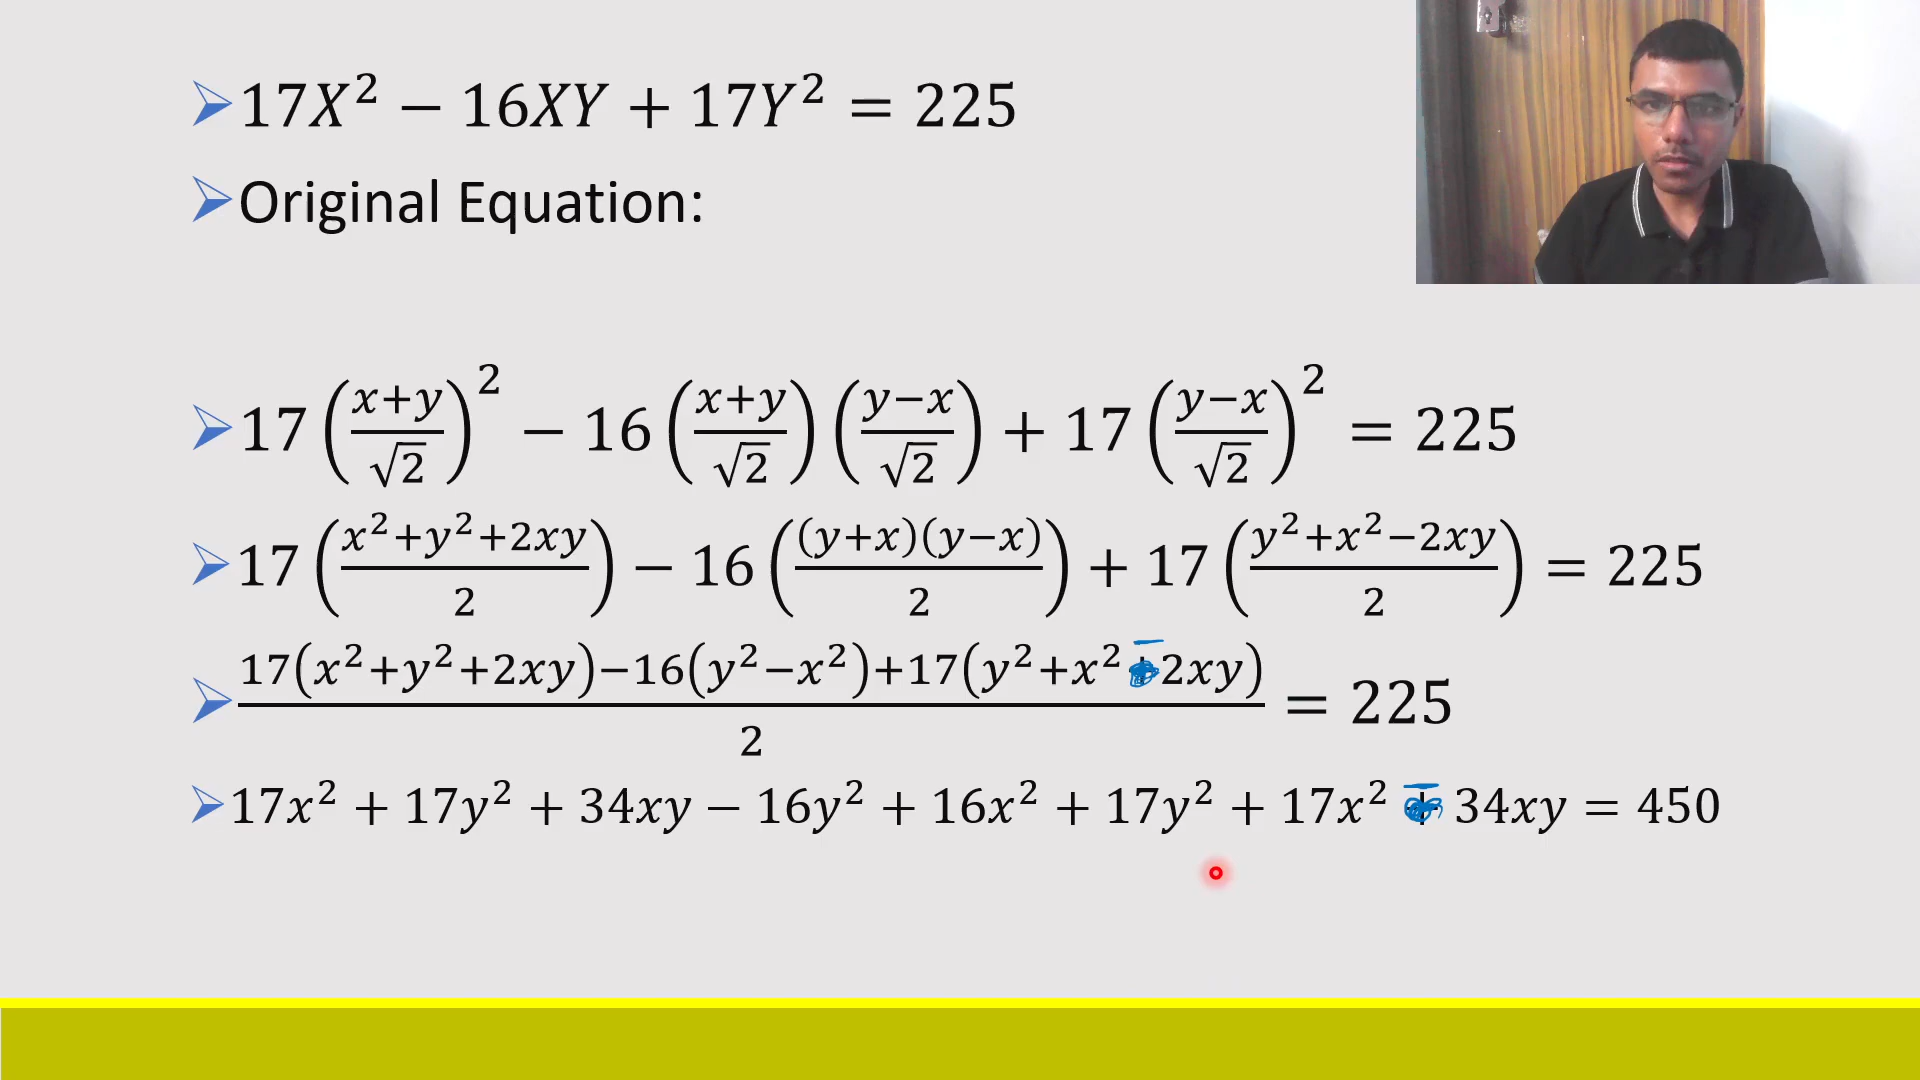 ➢17X² − 16XY + 17Y² = 225
➢Original Equation:
➢17((x+y)/√2)² − 16((x+y)/√2)((y−x)/√2) + 17((y−x)/√2)² = 225
➢17((x²+y²+2xy)/2) − 16(((y+x)(y−x))/2) + 17((y²+x²−2xy)/2) = 225
➢(17(x²+y²+2xy)−16(y²−x²)+17(y²+x²−2xy))/2 = 225
➢17x² + 17y² + 34xy − 16y² + 16x² + 17y² + 17x² − 34xy = 450